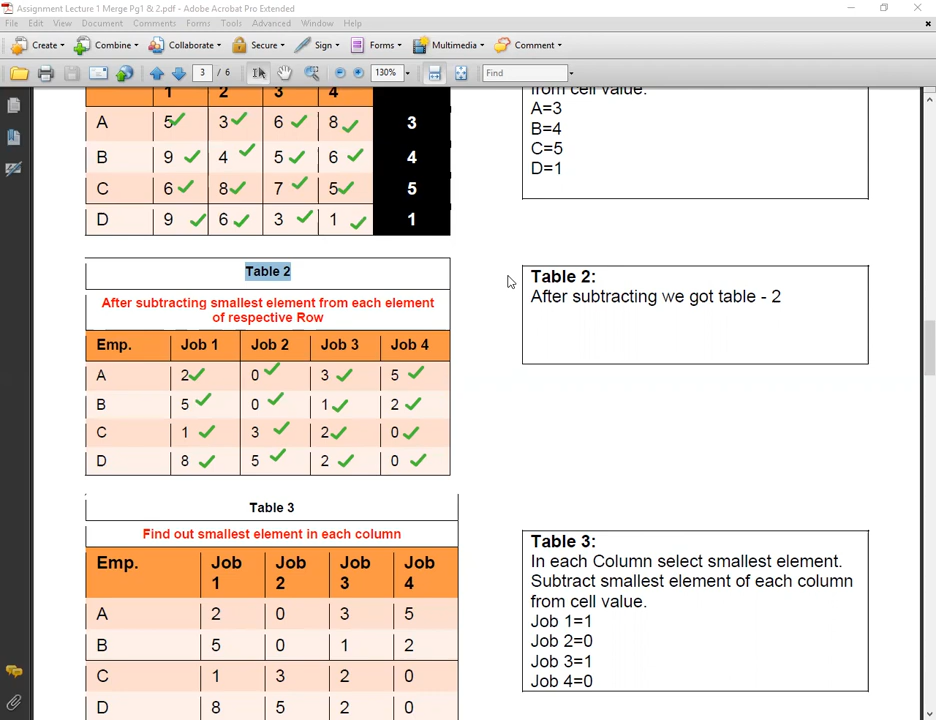 Assignment Lecture 1 Merge Pg1 & 2.pdf - Adobe Acrobat Pro Extended
File Edit View Document Comments Forms Tools Advanced Window Help
Create Combine Collaborate Secure Sign Forms Multimedia Comment
3 / 6 130% Find
1 2 3 4
A 5 3 6 8 3
B 9 4 5 6 4
C 6 8 7 5 5
D 9 6 3 1 1
from cell value.
A=3
B=4
C=5
D=1
Table 2
After subtracting smallest element from each element
of respective Row
Emp. Job 1 Job 2 Job 3 Job 4
A 2 0 3 5
B 5 0 1 2
C 1 3 2 0
D 8 5 2 0
Table 2:
After subtracting we got table - 2
Table 3
Find out smallest element in each column
Emp. Job Job Job Job
1 2 3 4
A 2 0 3 5
B 5 0 1 2
C 1 3 2 0
D 8 5 2 0
Table 3:
In each Column select smallest element.
Subtract smallest element of each column
from cell value.
Job 1=1
Job 2=0
Job 3=1
Job 4=0